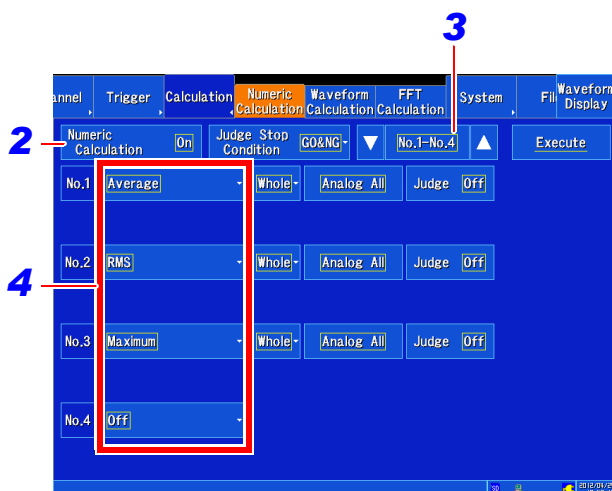 3
annel Trigger Calculation Numeric Calculation Waveform Calculation FFT Calculation System Fil Waveform Display
2
Numeric Calculation On Judge Stop Condition GO&NG No.1-No.4 Execute
No.1 Average Whole Analog All Judge Off
No.2 RMS Whole Analog All Judge Off
4
No.3 Maximum Whole Analog All Judge Off
No.4 Off
SD